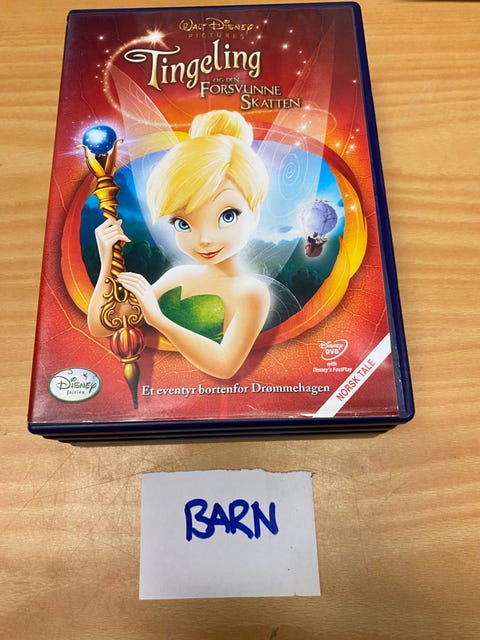 Walt Disney
PICTURES
Tingeling
OG DEN
FORSVUNNE
SKATTEN
Disney
DVD
with
Disney's FastPlay
NORSK TALE
Disney
fairies
Et eventyr bortenfor Drømmehagen
BARN